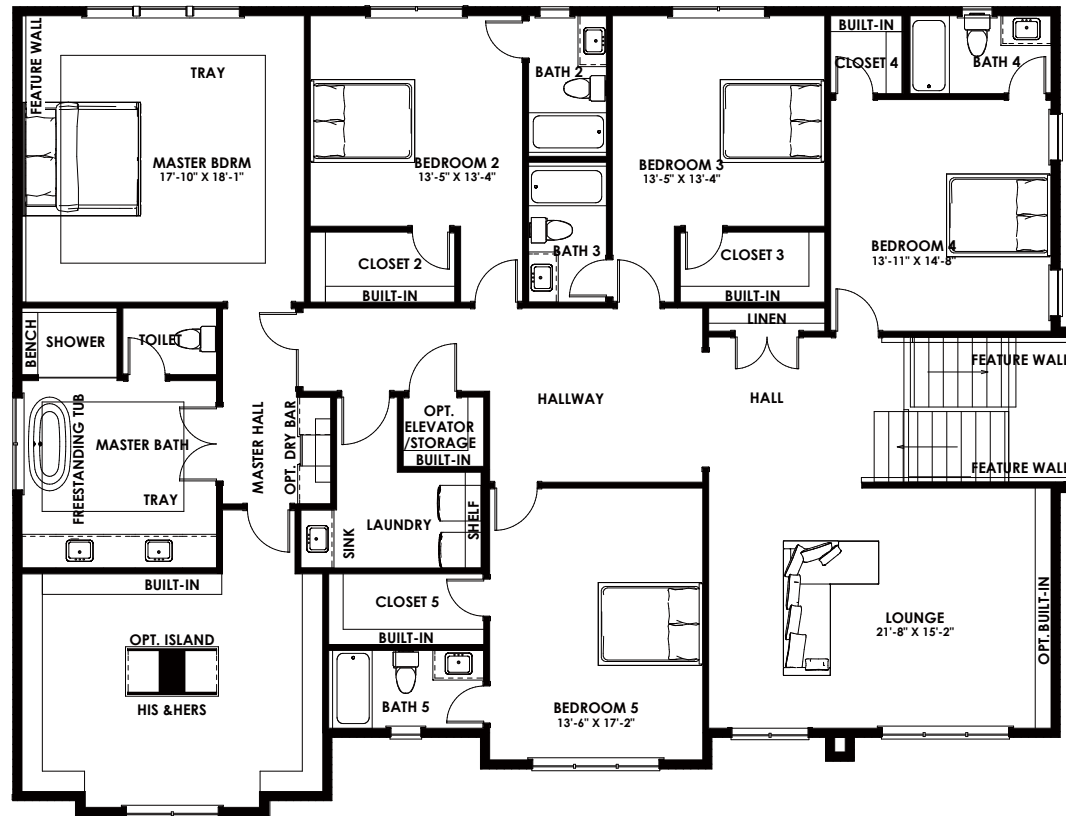 BUILT-IN
FEATURE WALL
TRAY
BATH 2
CLOSET 4
BATH 4
MASTER BDRM
17'-10" X 18'-1"
BEDROOM 2
13'-5" X 13'-4"
BEDROOM 3
13'-5" X 13'-4"
BEDROOM 4
13'-11" X 14'-8"
BATH 3
CLOSET 2
BUILT-IN
CLOSET 3
BUILT-IN
LINEN
BENCH
SHOWER
TOILET
FEATURE WALL
HALLWAY
HALL
OPT.
ELEVATOR
/STORAGE
BUILT-IN
FREESTANDING TUB
MASTER BATH
TRAY
MASTER HALL
OPT. DRY BAR
FEATURE WALL
LAUNDRY
SINK
SHELF
BUILT-IN
CLOSET 5
BUILT-IN
OPT. ISLAND
HIS &HERS
BATH 5
BEDROOM 5
13'-6" X 17'-2"
LOUNGE
21'-8" X 15'-2"
OPT. BUILT-IN